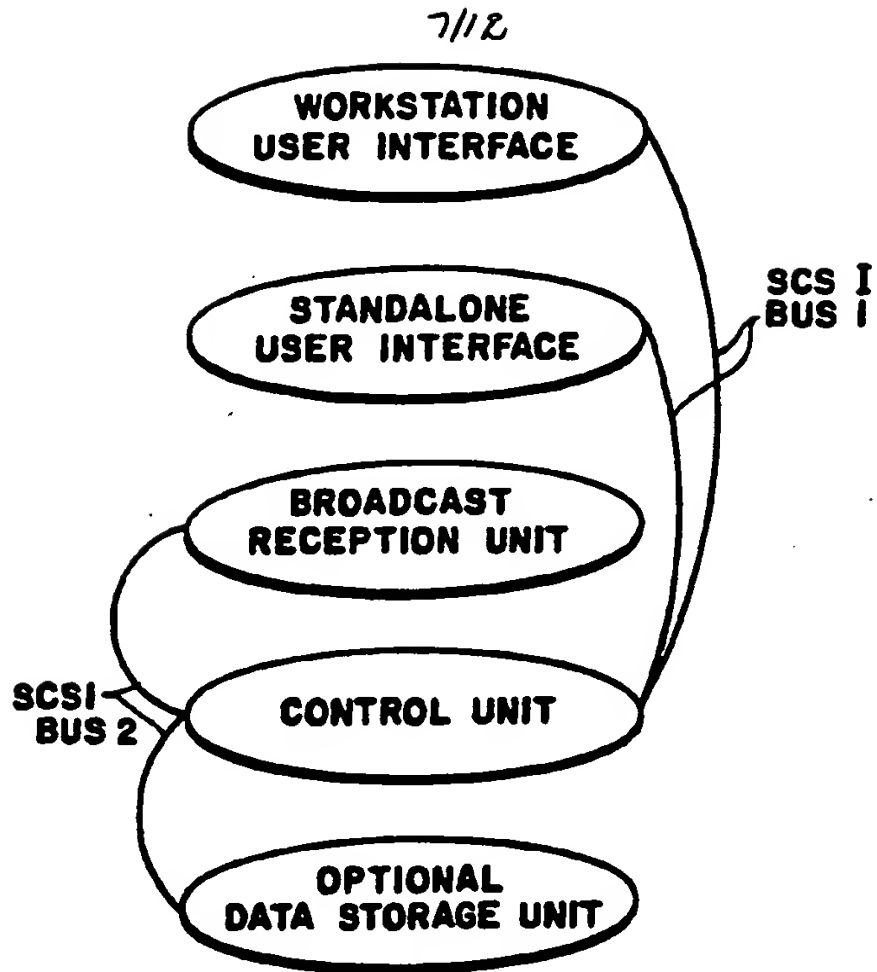 7/12
WORKSTATION
USER INTERFACE
STANDALONE
USER INTERFACE
SCS I
BUS 1
BROADCAST
RECEPTION UNIT
CONTROL UNIT
SCSI
BUS 2
OPTIONAL
DATA STORAGE UNIT